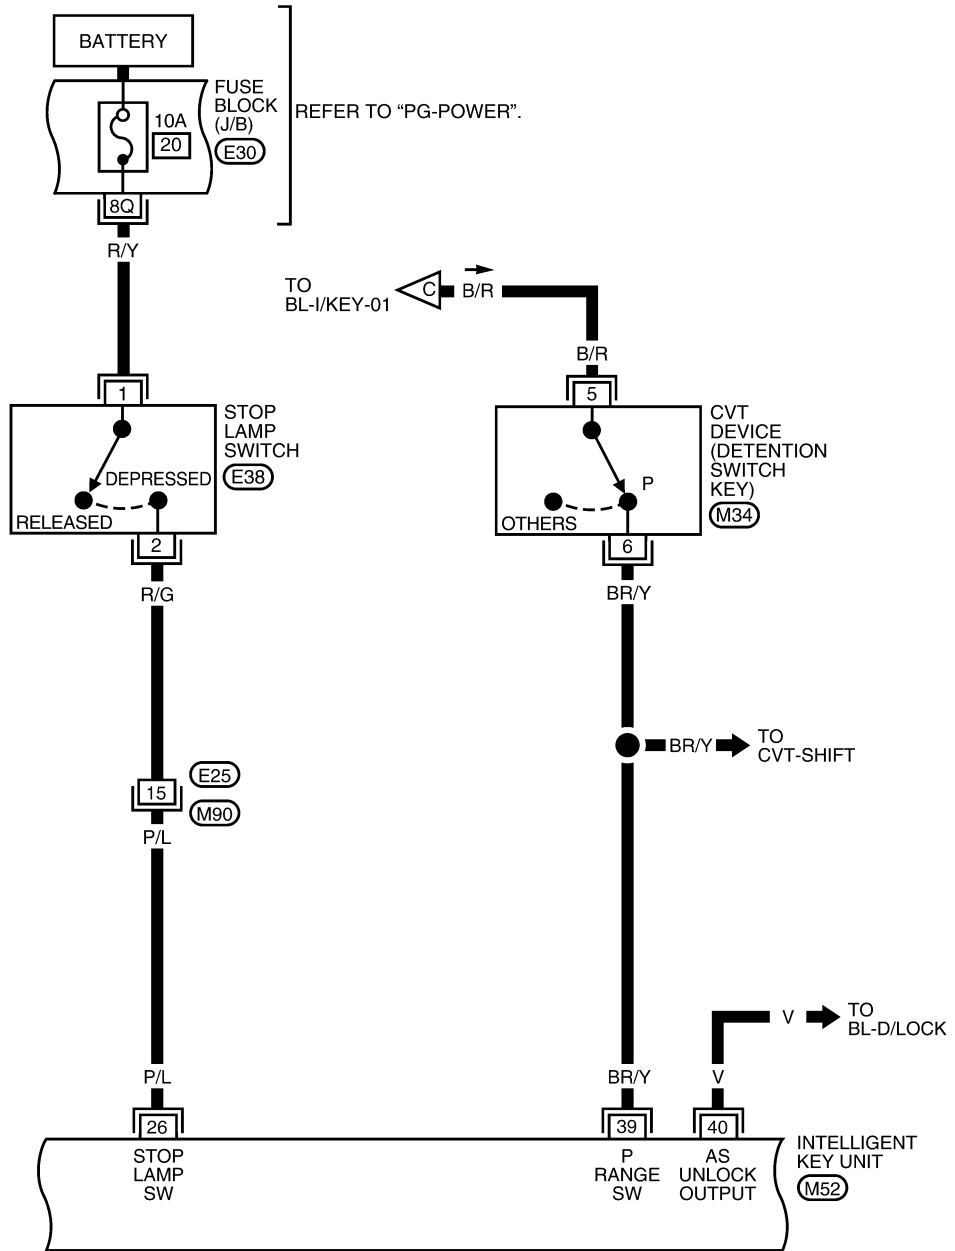 BATTERY
FUSE
BLOCK
(J/B)
E30
10A
20
REFER TO “PG-POWER”.
8Q
R/Y
TO
BL-I/KEY-01
C
B/R
B/R
1
5
STOP
LAMP
SWITCH
E38
DEPRESSED
RELEASED
CVT
DEVICE
(DETENTION
SWITCH
KEY)
M34
P
OTHERS
2
6
R/G
BR/Y
BR/Y
TO
CVT-SHIFT
15
E25
M90
P/L
V
TO
BL-D/LOCK
P/L
BR/Y
V
26
39
40
STOP
LAMP
SW
P
RANGE
SW
AS
UNLOCK
OUTPUT
INTELLIGENT
KEY UNIT
M52